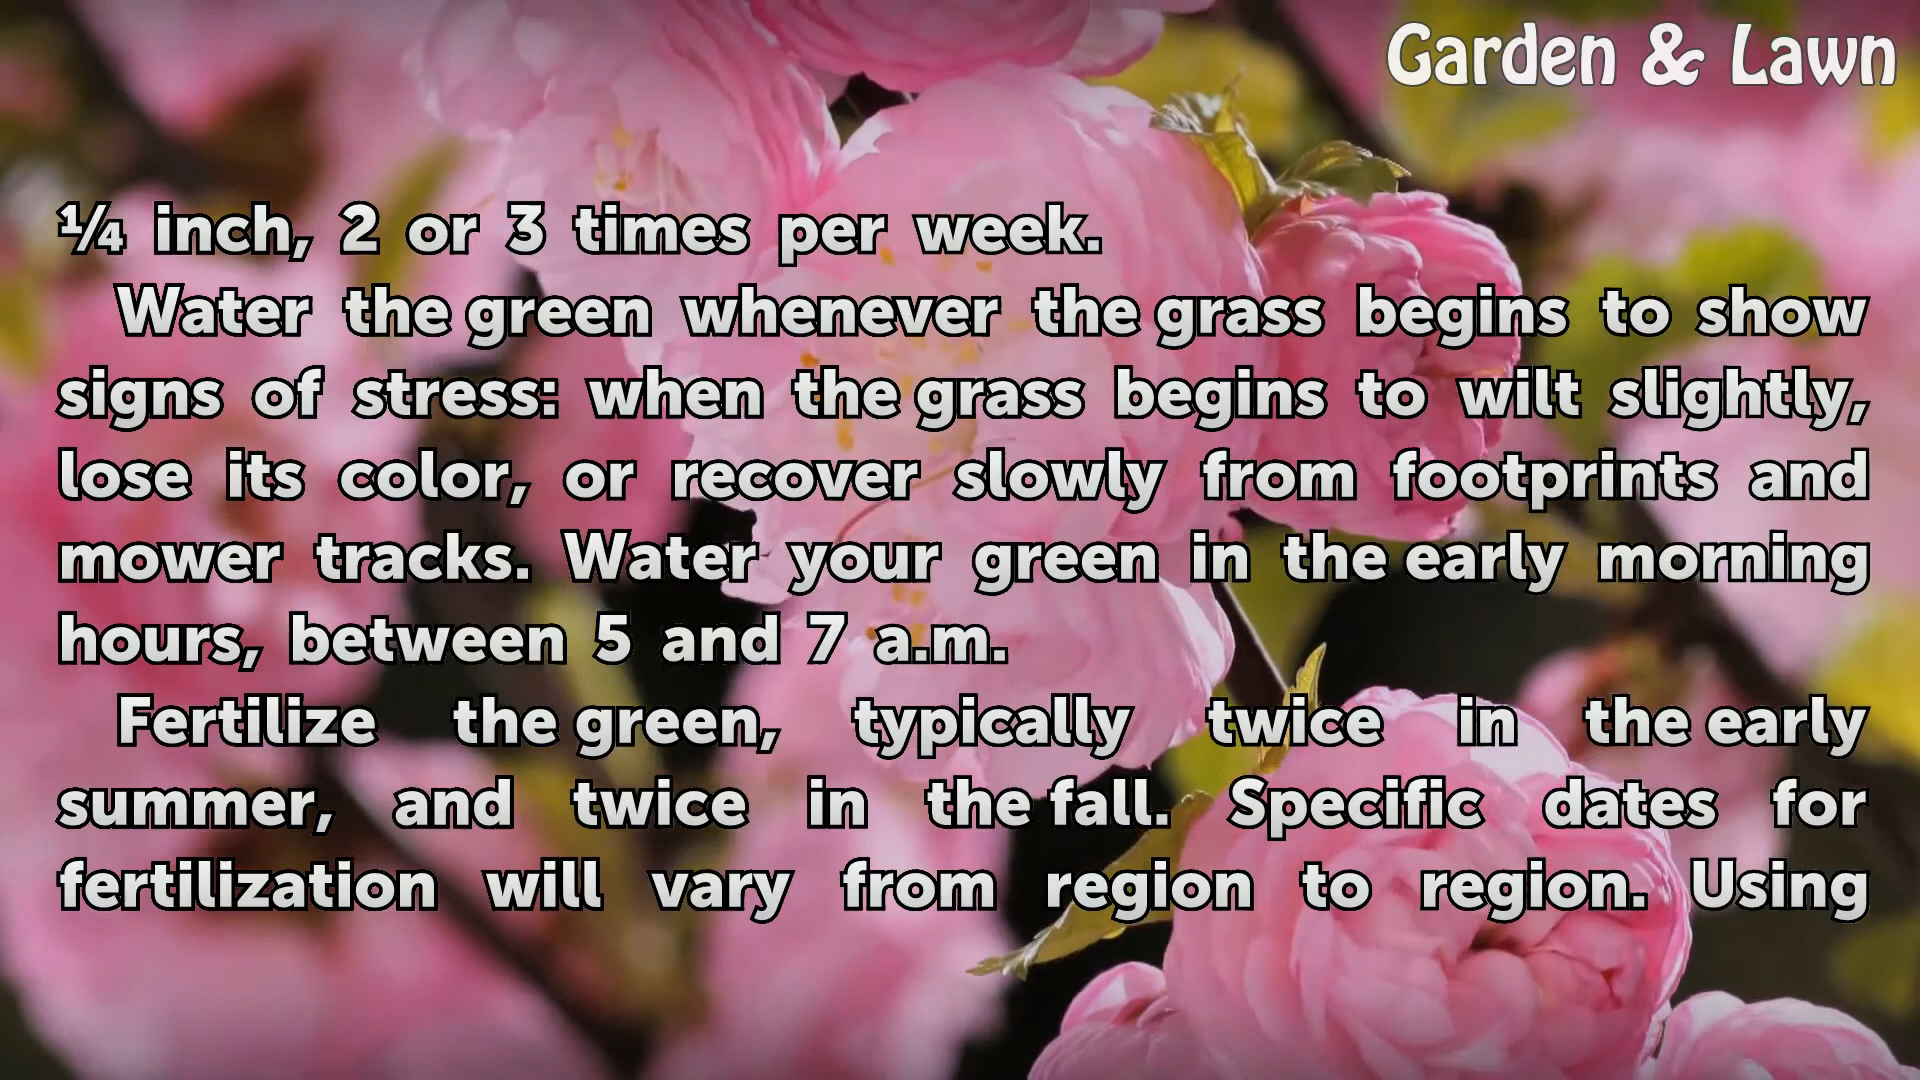 Garden & Lawn
¼ inch, 2 or 3 times per week.
Water the green whenever the grass begins to show
signs of stress: when the grass begins to wilt slightly,
lose its color, or recover slowly from footprints and
mower tracks. Water your green in the early morning
hours, between 5 and 7 a.m.
Fertilize the green, typically twice in the early
summer, and twice in the fall. Specific dates for
fertilization will vary from region to region. Using